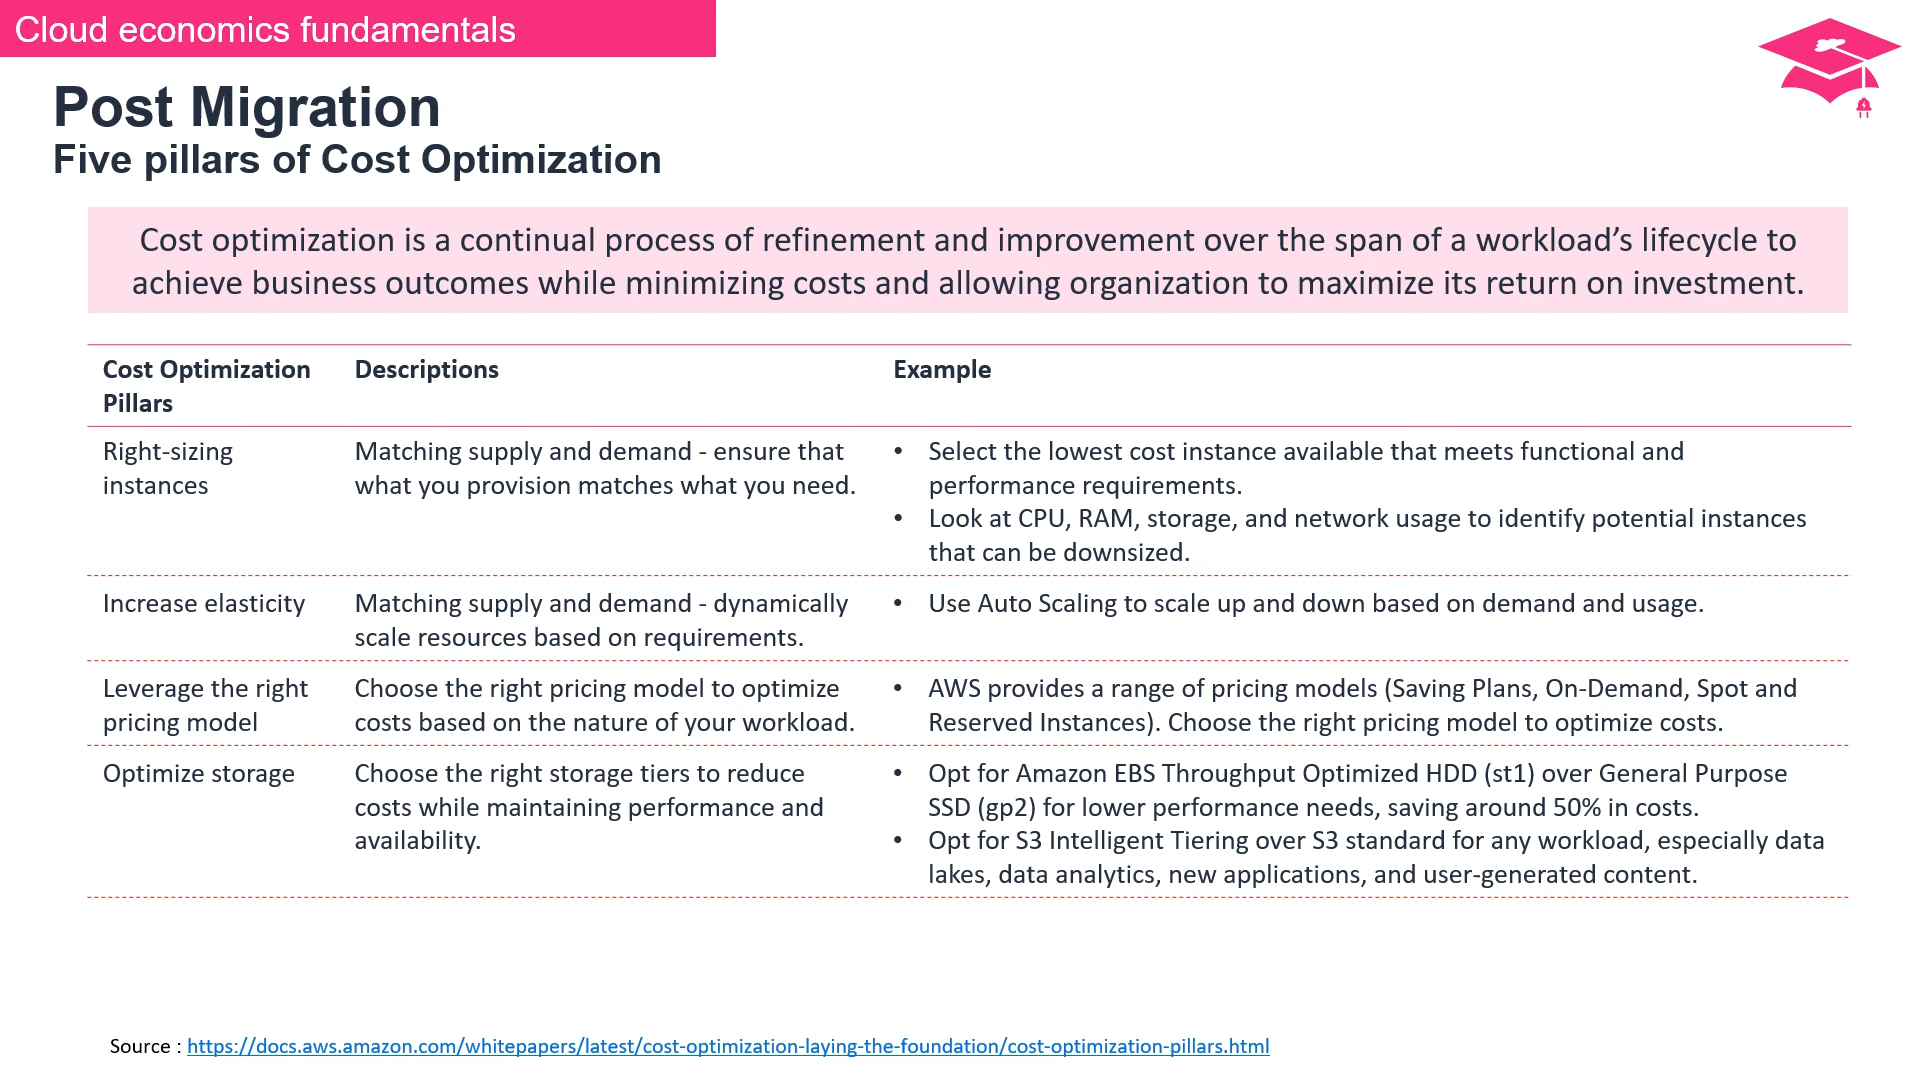 Cloud economics fundamentals
Post Migration
Five pillars of Cost Optimization
Cost optimization is a continual process of refinement and improvement over the span of a workload’s lifecycle to
achieve business outcomes while minimizing costs and allowing organization to maximize its return on investment.
Cost Optimization
Pillars
Descriptions
Example
Right-sizing
instances
Matching supply and demand - ensure that
what you provision matches what you need.
• Select the lowest cost instance available that meets functional and
performance requirements.
• Look at CPU, RAM, storage, and network usage to identify potential instances
that can be downsized.
Increase elasticity
Matching supply and demand - dynamically
scale resources based on requirements.
• Use Auto Scaling to scale up and down based on demand and usage.
Leverage the right
pricing model
Choose the right pricing model to optimize
costs based on the nature of your workload.
• AWS provides a range of pricing models (Saving Plans, On-Demand, Spot and
Reserved Instances). Choose the right pricing model to optimize costs.
Optimize storage
Choose the right storage tiers to reduce
costs while maintaining performance and
availability.
• Opt for Amazon EBS Throughput Optimized HDD (st1) over General Purpose
SSD (gp2) for lower performance needs, saving around 50% in costs.
• Opt for S3 Intelligent Tiering over S3 standard for any workload, especially data
lakes, data analytics, new applications, and user-generated content.
Source : https://docs.aws.amazon.com/whitepapers/latest/cost-optimization-laying-the-foundation/cost-optimization-pillars.html